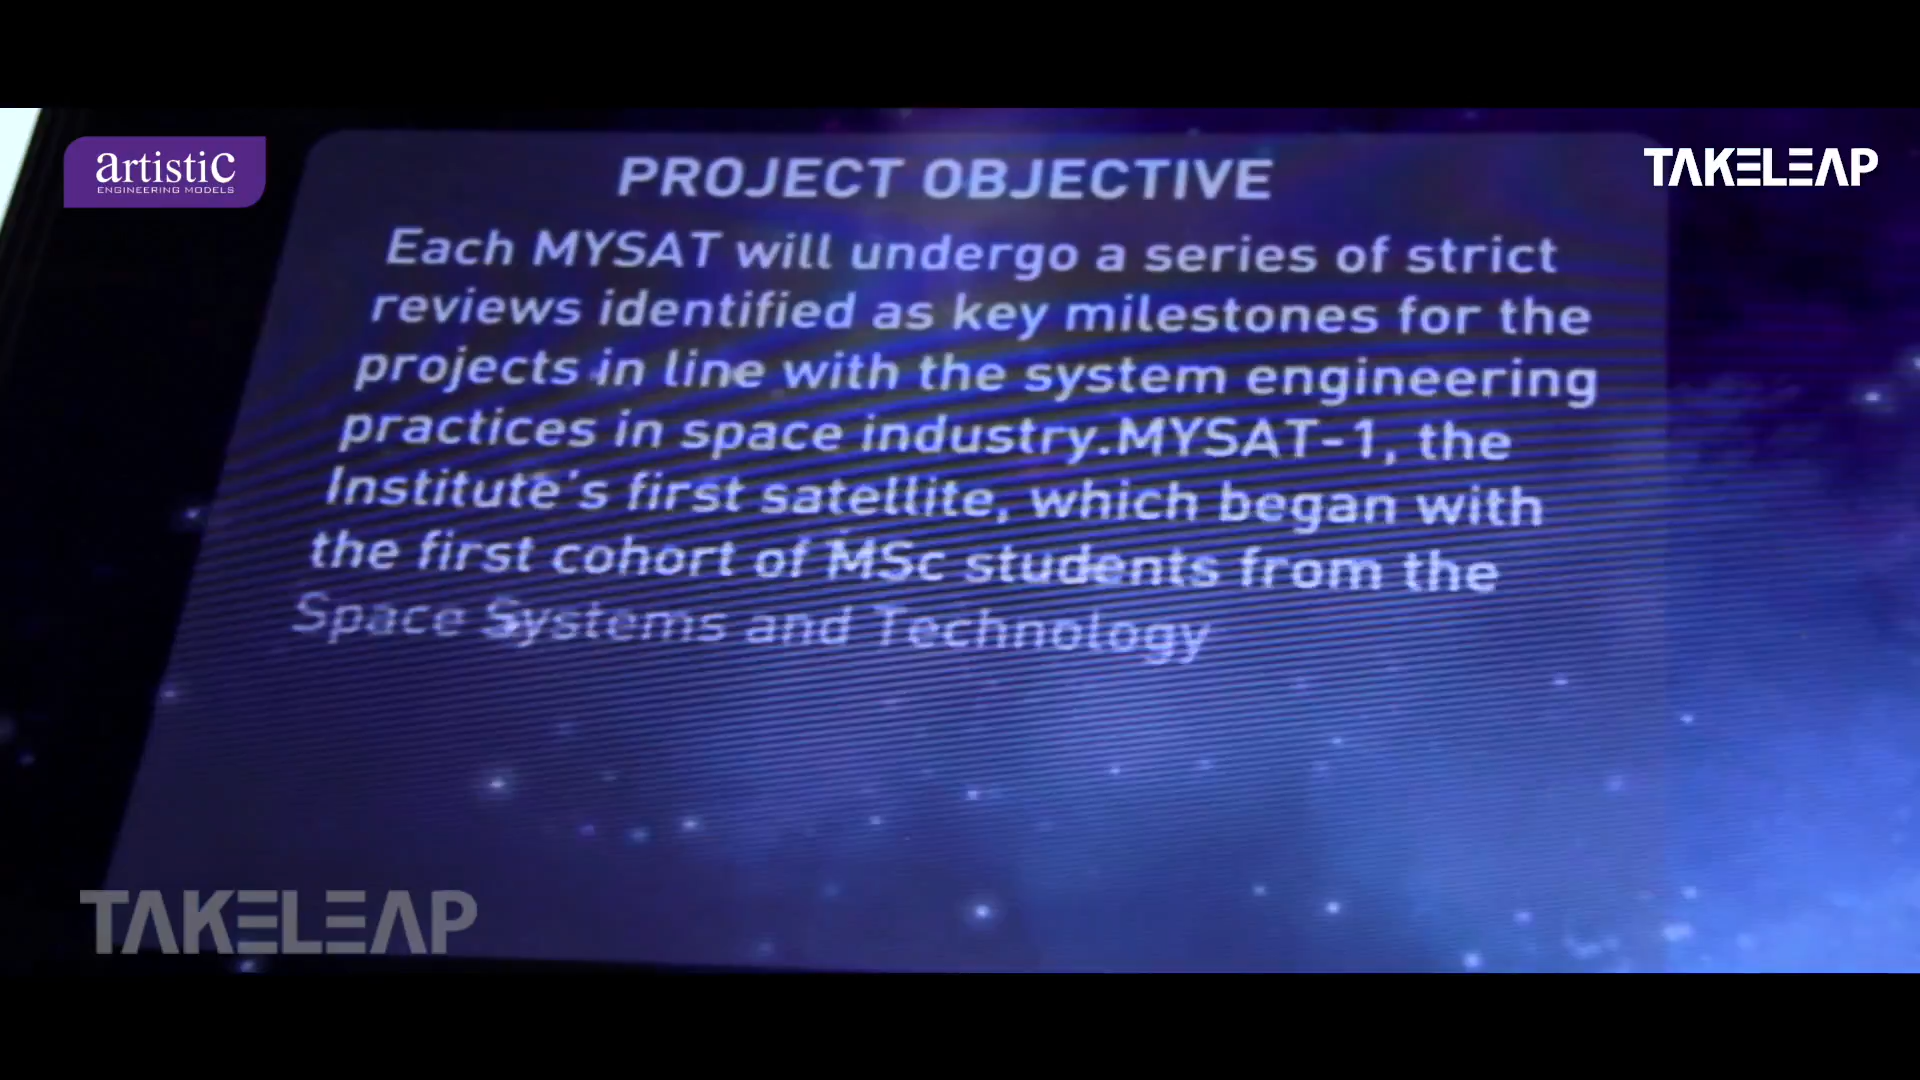 artistic
ENGINEERING MODELS
TAKELEAP
PROJECT OBJECTIVE
Each MYSAT will undergo a series of strict
reviews identified as key milestones for the
projects in line with the system engineering
practices in space industry.MYSAT-1, the
Institute's first satellite, which began with
the first cohort of MSc students from the
Space Systems and Technology
TAKELEAP